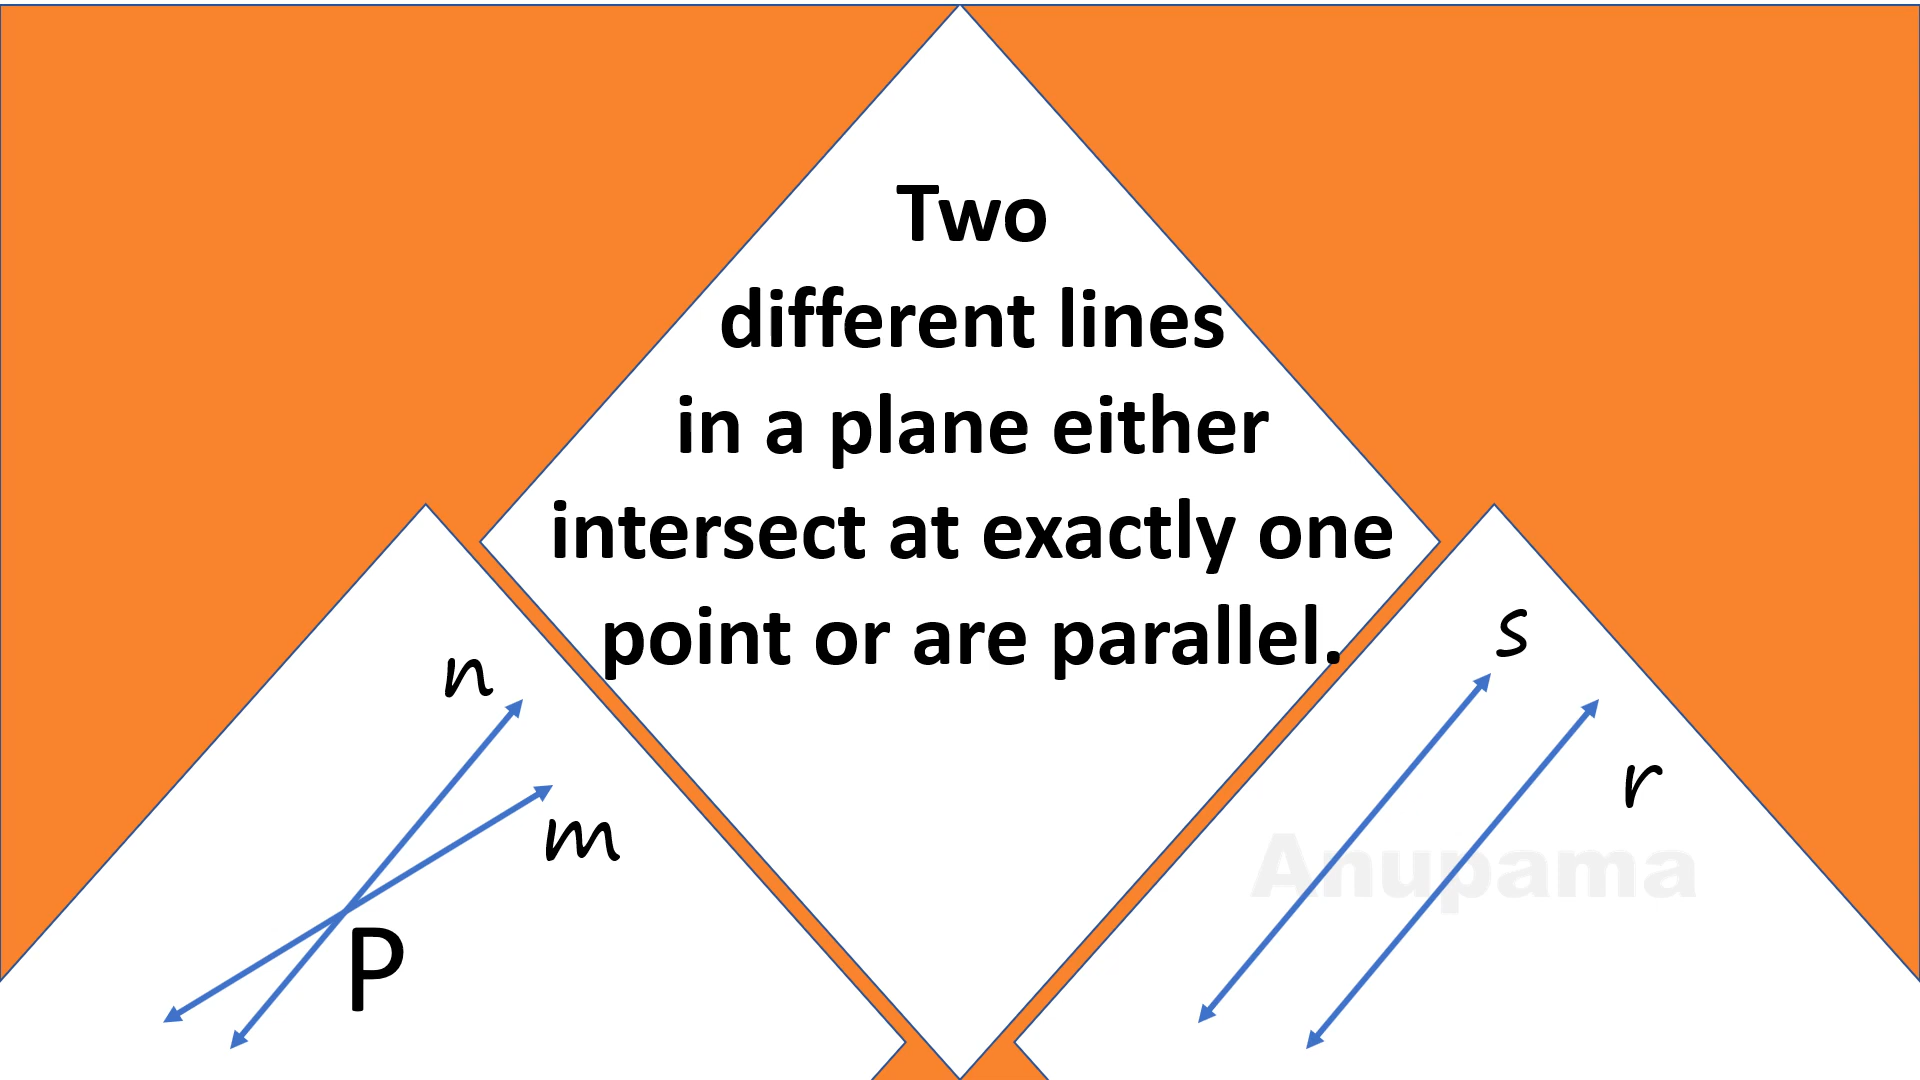 Two
different lines
in a plane either
intersect at exactly one
point or are parallel.
n
m
P
s
r
Anupama